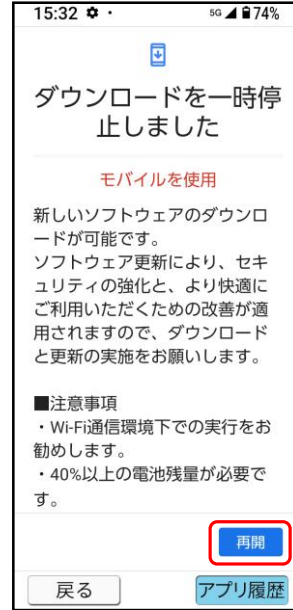 15:32
5G 74%
ダウンロードを一時停
止しました
モバイルを使用
新しいソフトウェアのダウンロ
ードが可能です。
ソフトウェア更新により、セキ
ュリティの強化と、より快適に
ご利用いただくための改善が適
用されますので、ダウンロード
と更新の実施をお願いします。
■注意事項
・Wi-Fi通信環境下での実行をお
勧めします。
・40%以上の電池残量が必要で
す。
再開
戻る
アプリ履歴